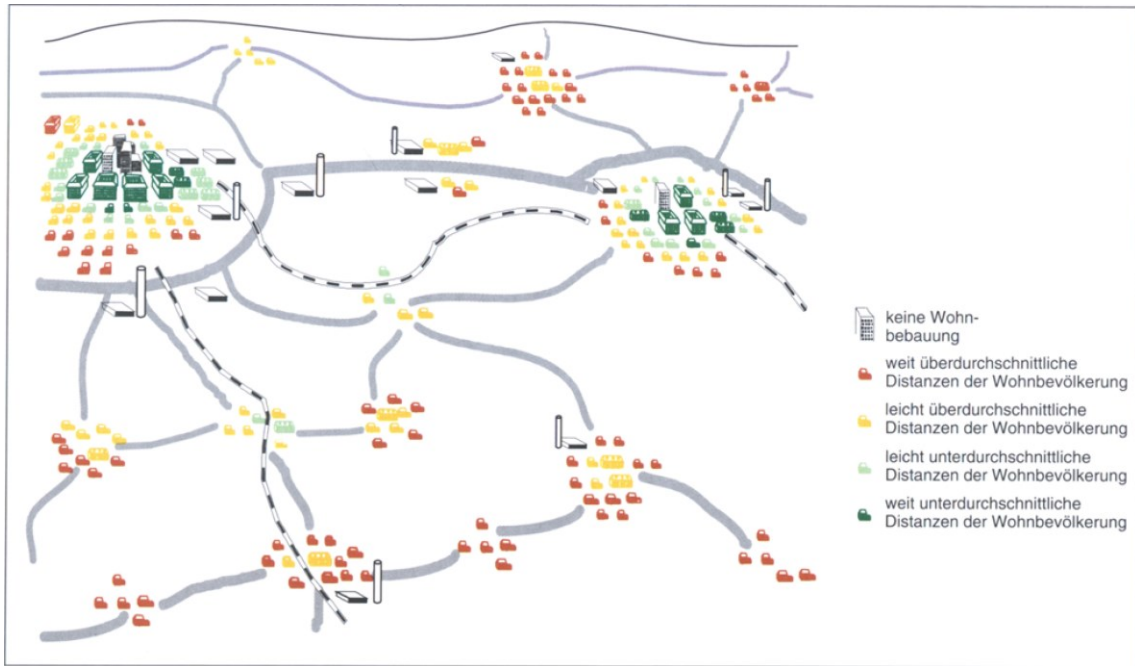 keine Wohn-
bebauung
weit überdurchschnittliche
Distanzen der Wohnbevölkerung
leicht überdurchschnittliche
Distanzen der Wohnbevölkerung
leicht unterdurchschnittliche
Distanzen der Wohnbevölkerung
weit unterdurchschnittliche
Distanzen der Wohnbevölkerung